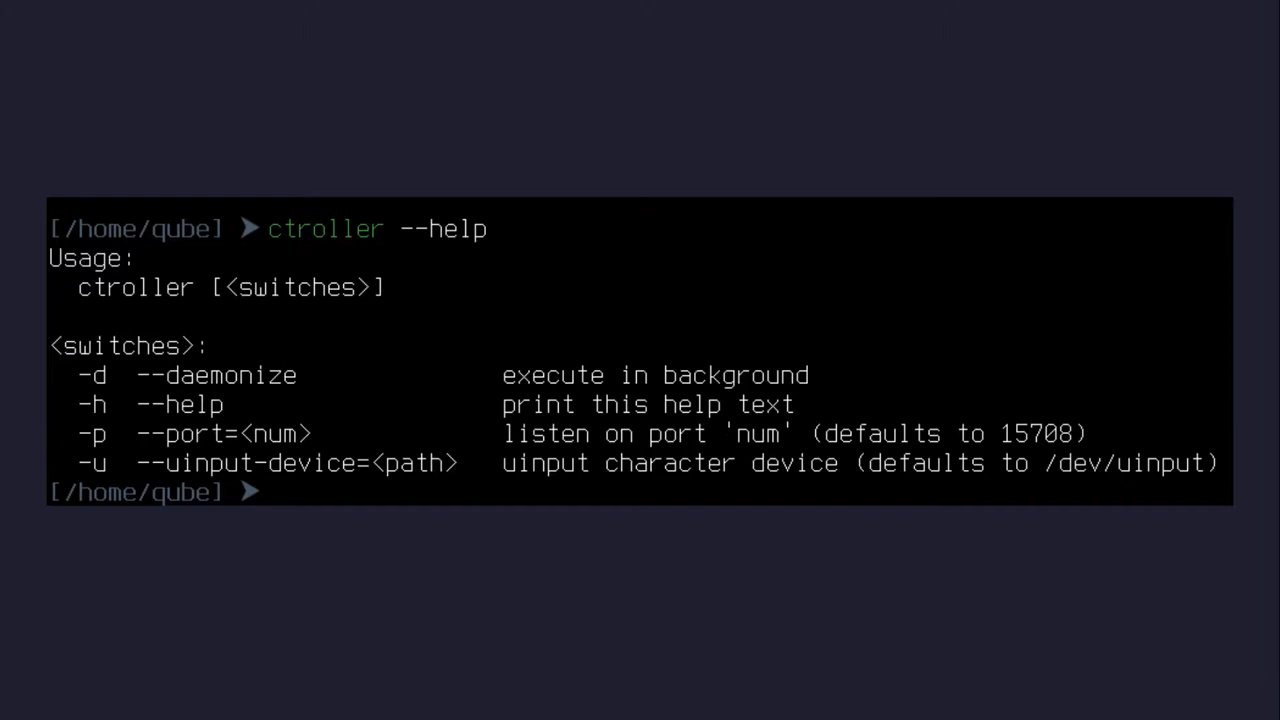 [/home/qube] ➤ ctroller --help
Usage:
  ctroller [<switches>]

<switches>:
  -d  --daemonize              execute in background
  -h  --help                   print this help text
  -p  --port=<num>             listen on port 'num' (defaults to 15708)
  -u  --uinput-device=<path>   uinput character device (defaults to /dev/uinput)
[/home/qube] ➤